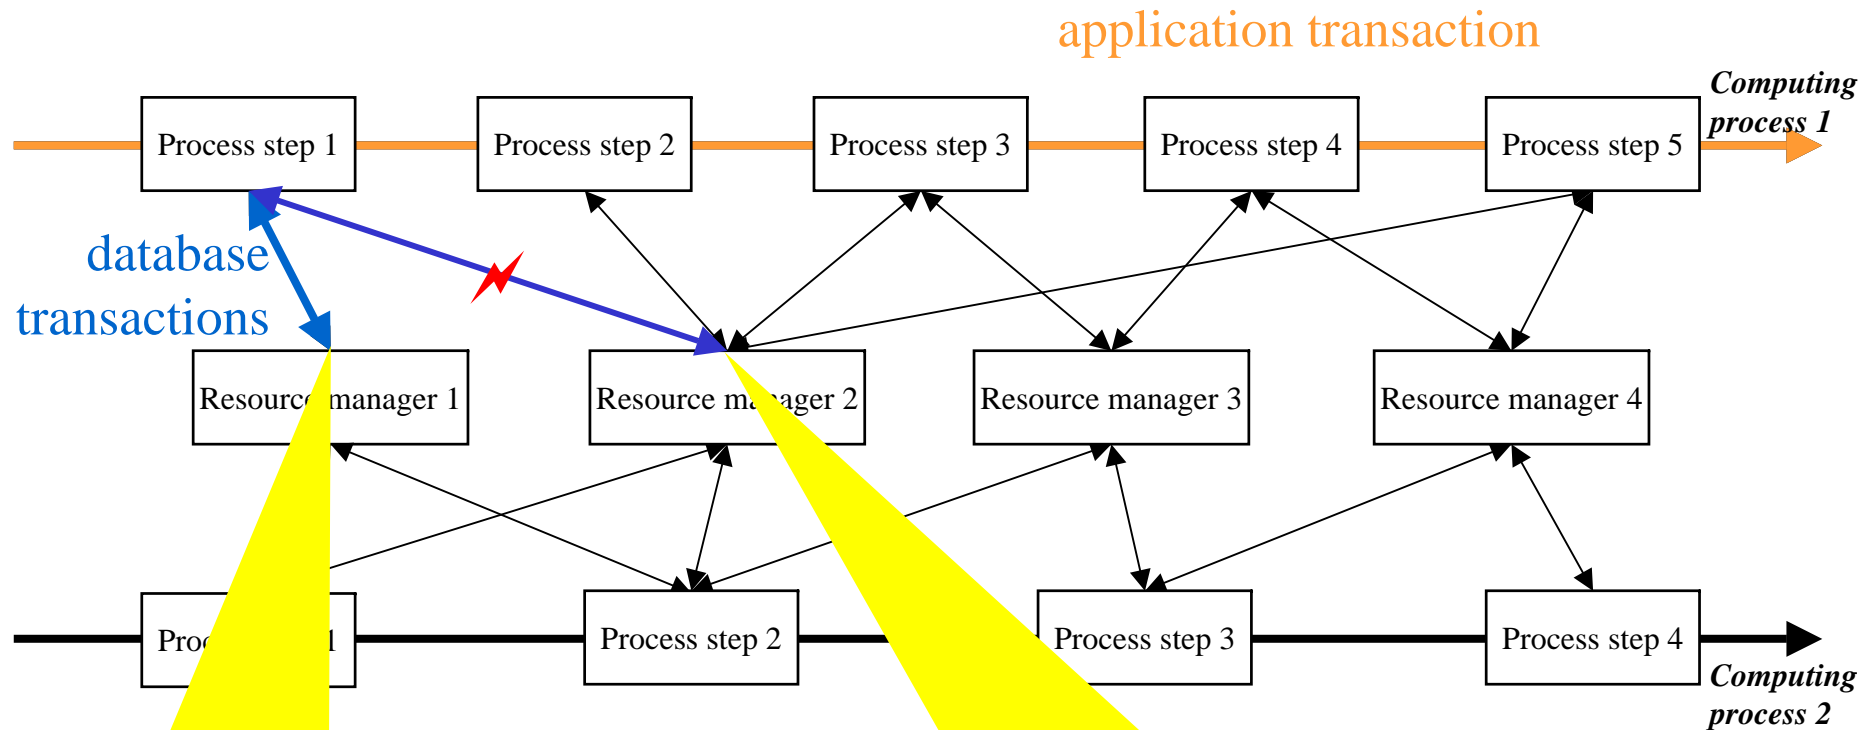 application transaction
Computing
process 1
Process step 1
Process step 2
Process step 3
Process step 4
Process step 5
database
transactions
Resource manager 1
Resource manager 2
Resource manager 3
Resource manager 4
1
Process step 2
Process step 3
Process step 4
Computing
process 2